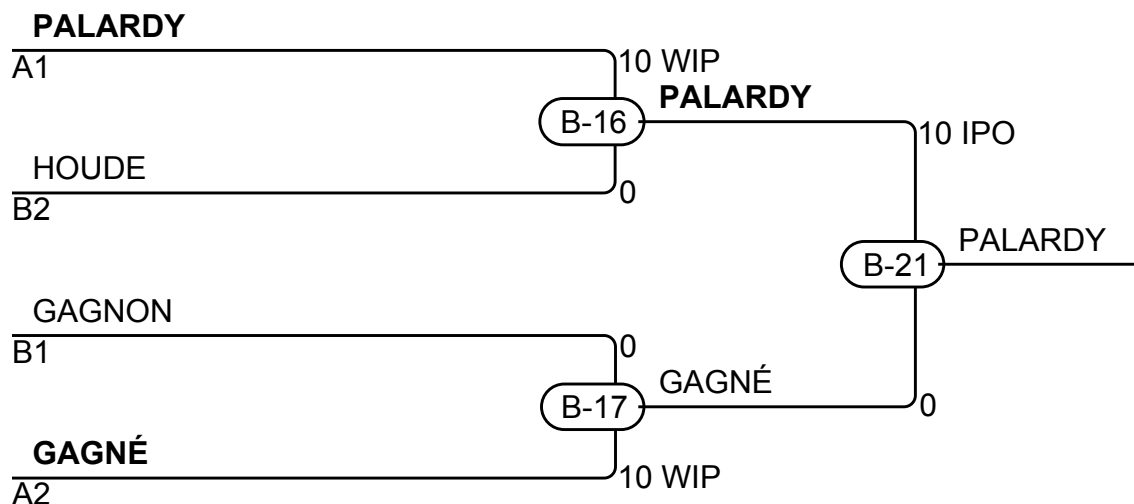 PALARDY
A1
10 WIP
PALARDY
B-16
10 IPO
HOUDE
B2
0
PALARDY
B-21
GAGNON
B1
0
GAGNÉ
B-17
0
GAGNÉ
A2
10 WIP